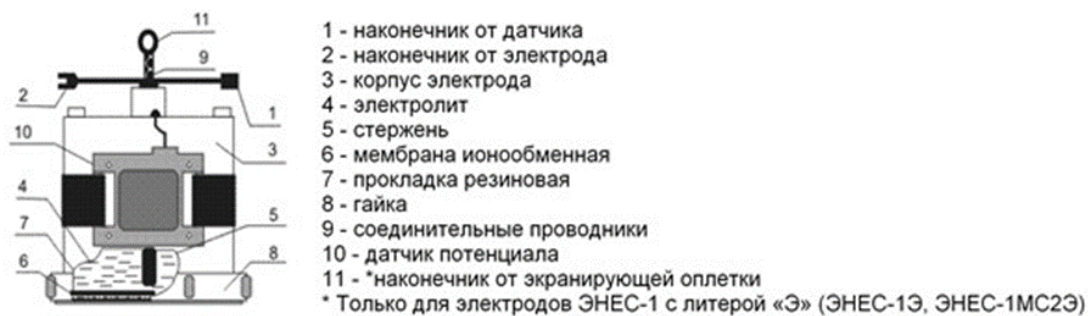 11
9
2
1
10
3
4
5
7
6
8
1 - наконечник от датчика
2 - наконечник от электрода
3 - корпус электрода
4 - электролит
5 - стержень
6 - мембрана ионообменная
7 - прокладка резиновая
8 - гайка
9 - соединительные проводники
10 - датчик потенциала
11 - *наконечник от экранирующей оплетки
* Только для электродов ЭНЕС-1 с литерой «Э» (ЭНЕС-1Э, ЭНЕС-1МС2Э)